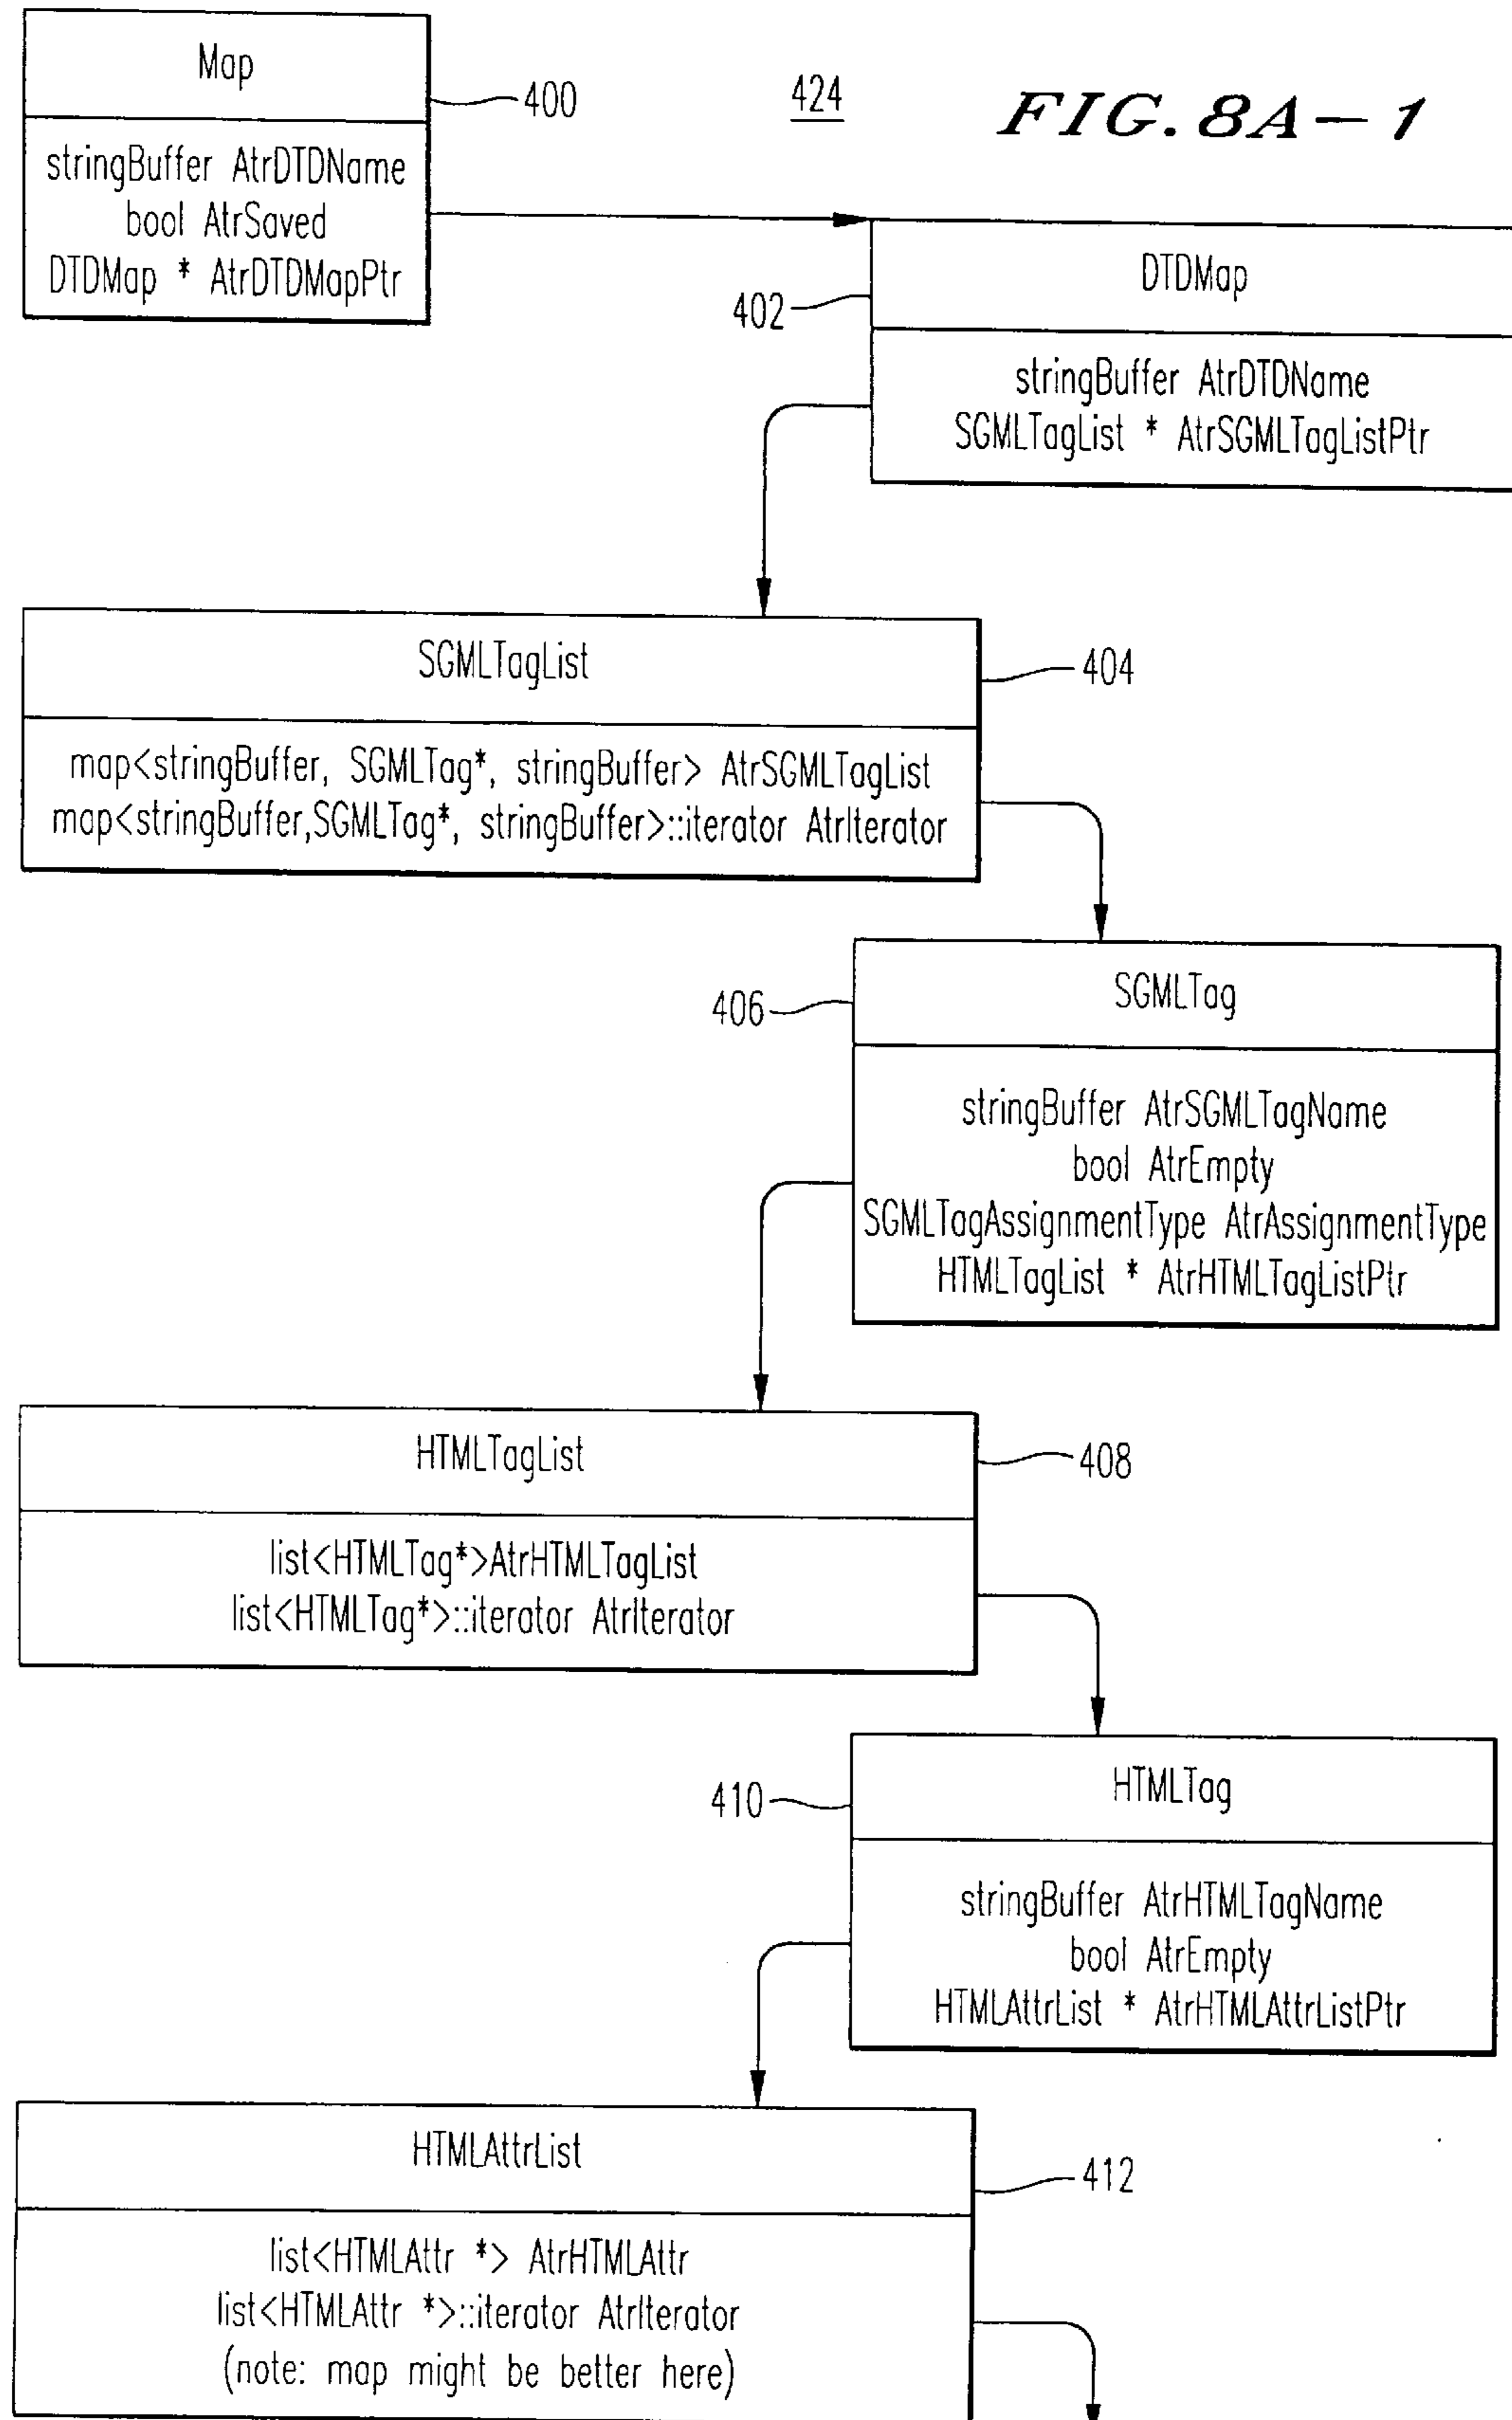 Map
400
424
FIG. 8A-1
stringBuffer AtrDTDName
bool AtrSaved
DTDMap * AtrDTDMapPtr
DTDMap
402
stringBuffer AtrDTDName
SGMLTagList * AtrSGMLTagListPtr
SGMLTagList
404
map<stringBuffer, SGMLTag*, stringBuffer> AtrSGMLTagList
map<stringBuffer,SGMLTag*, stringBuffer>::iterator AtrIterator
SGMLTag
406
stringBuffer AtrSGMLTagName
bool AtrEmpty
SGMLTagAssignmentType AtrAssignmentType
HTMLTagList * AtrHTMLTagListPtr
HTMLTagList
408
list<HTMLTag*>AtrHTMLTagList
list<HTMLTag*>::iterator AtrIterator
HTMLTag
410
stringBuffer AtrHTMLTagName
bool AtrEmpty
HTMLAttrList * AtrHTMLAttrListPtr
HTMLAttrList
412
list<HTMLAttr *> AtrHTMLAttr
list<HTMLAttr *>::iterator AtrIterator
(note: map might be better here)